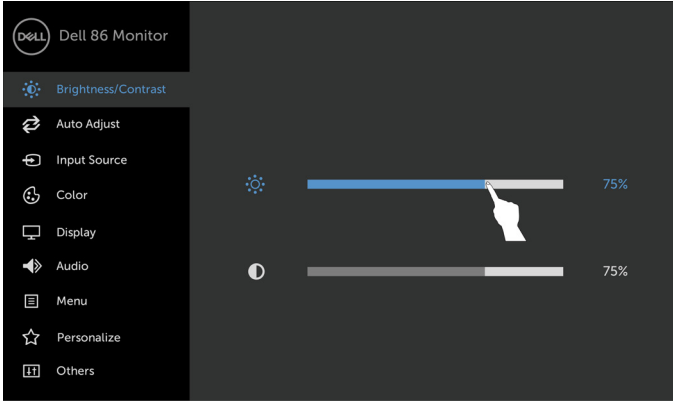 DELL
Dell 86 Monitor
Brightness/Contrast
Auto Adjust
Input Source
Color
Display
Audio
Menu
Personalize
Others
75%
75%